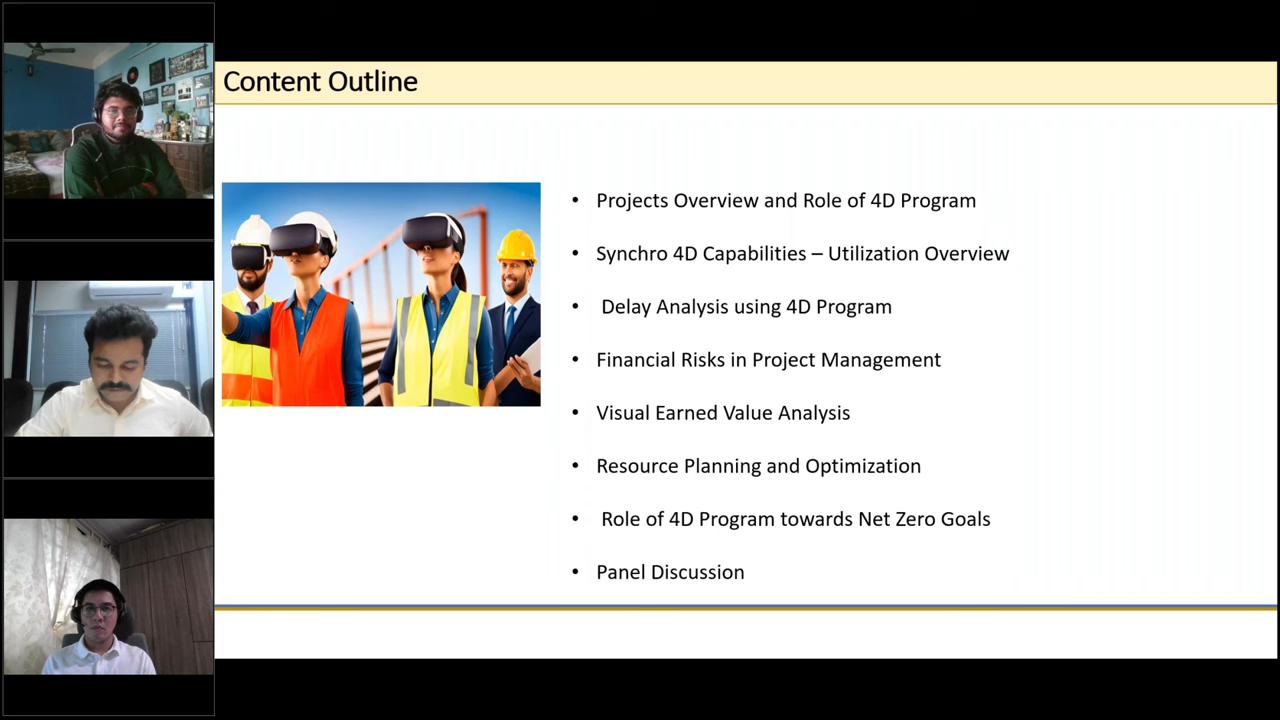 Content Outline
• Projects Overview and Role of 4D Program
• Synchro 4D Capabilities – Utilization Overview
• Delay Analysis using 4D Program
• Financial Risks in Project Management
• Visual Earned Value Analysis
• Resource Planning and Optimization
• Role of 4D Program towards Net Zero Goals
• Panel Discussion